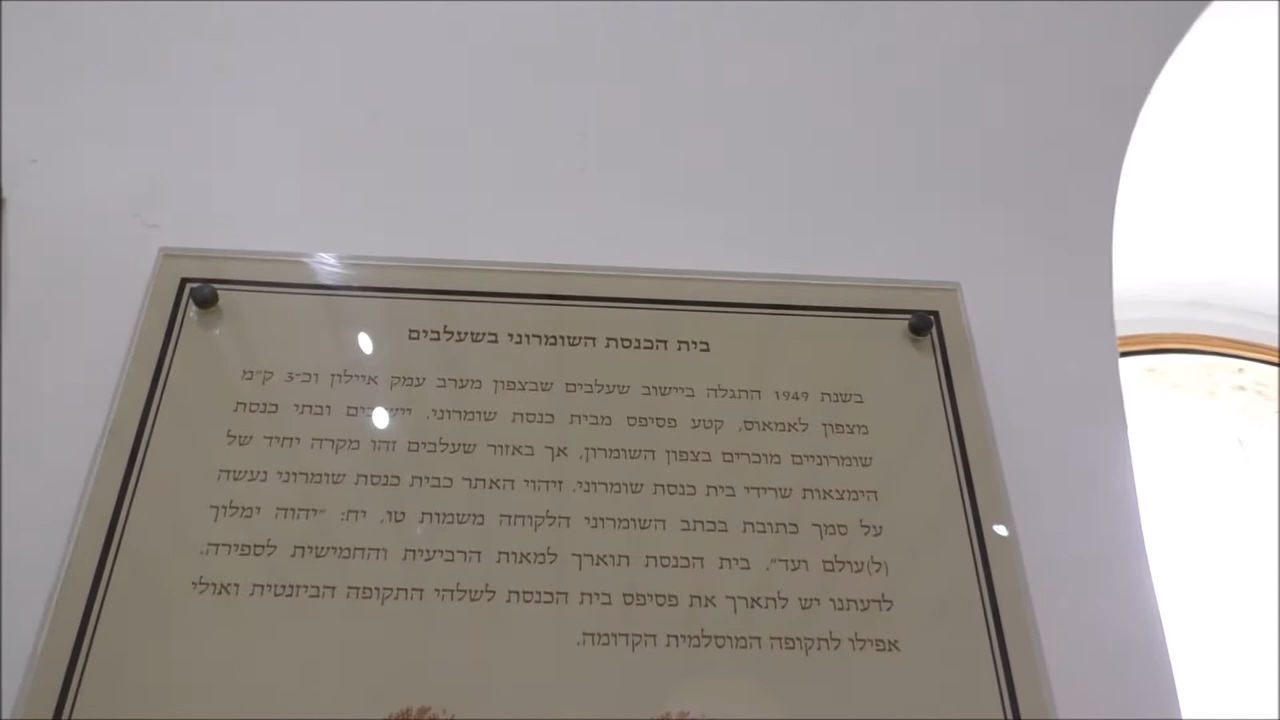 בית הכנסת השומרוני בשעלבים
בשנת 1949 התגלה ביישוב שעלבים שבצפון מערב עמק איילון וכ־3 ק״מ
מצפון לאמאוס, קטע פסיפס מבית כנסת שומרוני. ובתי כנסת
שומרוניים מוכרים בצפון השומרון, אך באזור שעלבים זהו מקרה יחיד של
הימצאות שרידי בית כנסת שומרוני. זיהוי האתר כבית כנסת שומרוני נעשה
על סמך כתובת בכתב השומרוני הלקוחה משמות טו, יח: ״יהוה ימלוך
(ל)עולם ועד״. בית הכנסת תוארך למאות הרביעית והחמישית לספירה.
לדעתנו יש לתארך את פסיפס בית הכנסת לשלהי התקופה הביזנטית ואולי
אפילו לתקופה המוסלמית הקדומה.